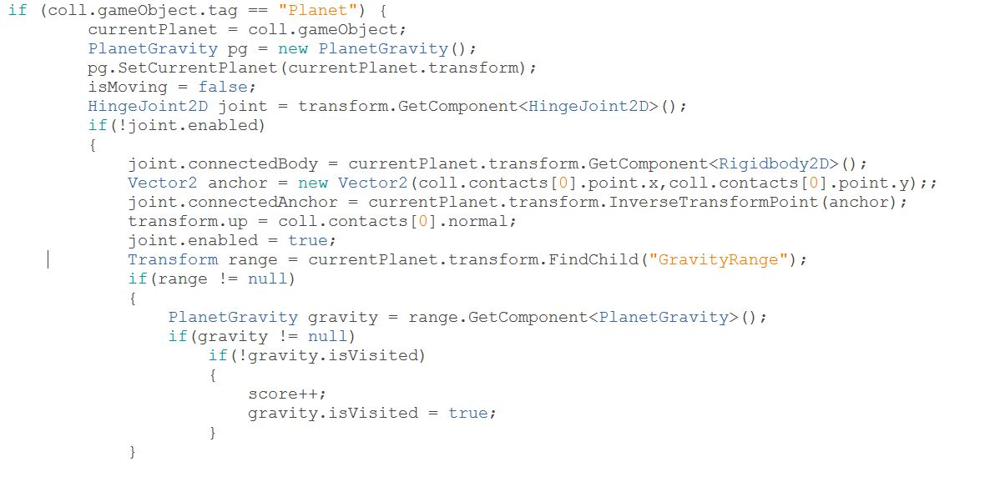 if (coll.gameObject.tag == "Planet") {
currentPlanet = coll.gameObject;
PlanetGravity pg = new PlanetGravity();
pg.SetCurrentPlanet(currentPlanet.transform);
isMoving = false;
HingeJoint2D joint = transform.GetComponent<HingeJoint2D>();
if(!joint.enabled)
{
joint.connectedBody = currentPlanet.transform.GetComponent<Rigidbody2D>();
Vector2 anchor = new Vector2(coll.contacts[0].point.x,coll.contacts[0].point.y);;
joint.connectedAnchor = currentPlanet.transform.InverseTransformPoint(anchor);
transform.up = coll.contacts[0].normal;
joint.enabled = true;
Transform range = currentPlanet.transform.FindChild("GravityRange");
if(range != null)
{
PlanetGravity gravity = range.GetComponent<PlanetGravity>();
if(gravity != null)
if(!gravity.isVisited)
{
score++;
gravity.isVisited = true;
}
}